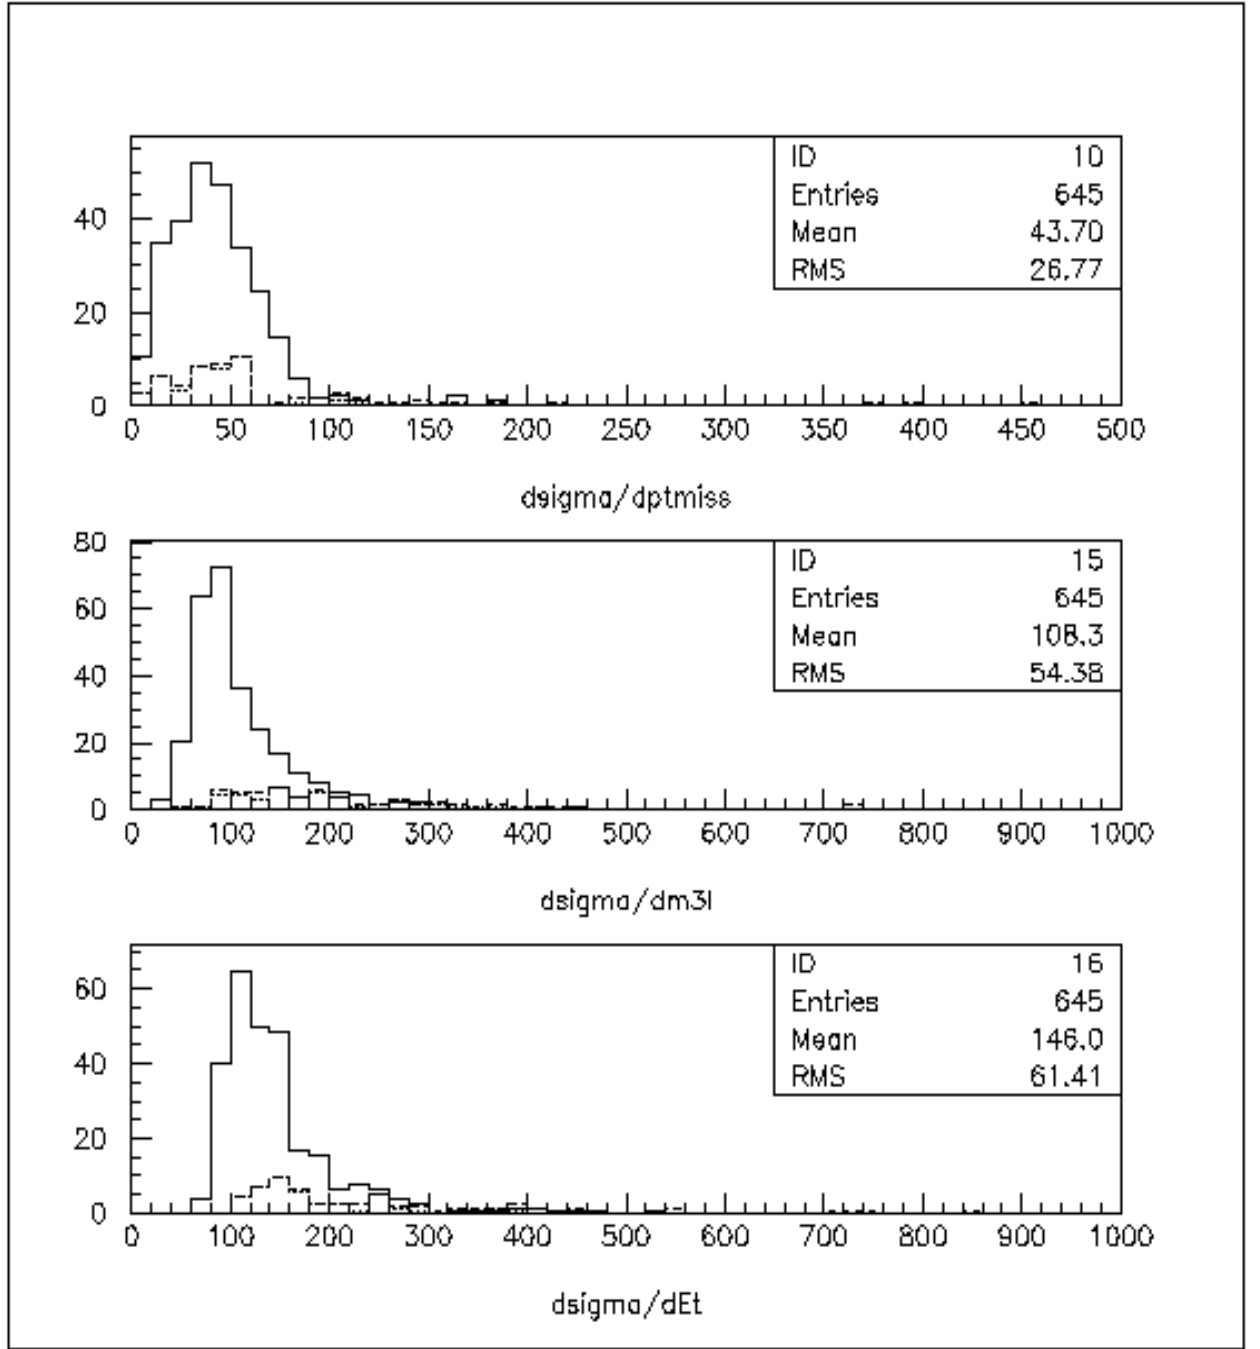 ID 10
Entries 645
Mean 43.70
RMS 26.77
40
20
0
0 50 100 150 200 250 300 350 400 450 500
dsigma/dptmiss
80
ID 15
Entries 645
Mean 108.3
RMS 54.38
60
40
20
0
0 100 200 300 400 500 600 700 800 900 1000
dsigma/dm3l
ID 16
Entries 645
Mean 146.0
RMS 61.41
60
40
20
0
0 100 200 300 400 500 600 700 800 900 1000
dsigma/dEt